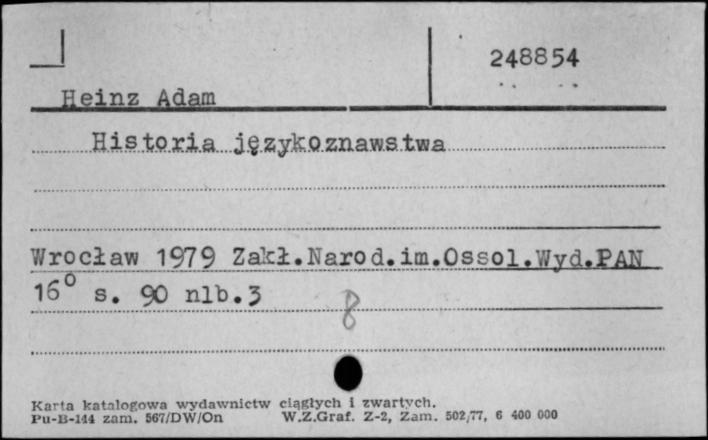 248854
Heinz Adam
Historia językoznawstwa
Wrocław 1979 Zakł.Narod.im.Ossol.Wyd.PAN
16° s. 90 nlb.3
8
Karta katalogowa wydawnictw ciągłych i zwartych.
Pu-B-144 zam. 567/DW/On W.Z.Graf. Z-2, Zam. 502/77, 6 400 000